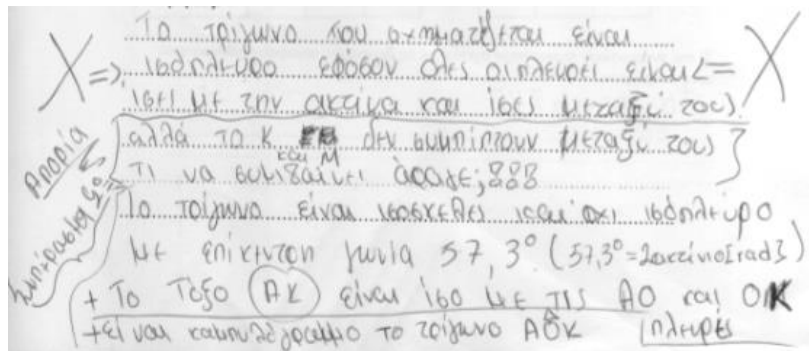 Το τρίγωνο που σχηματίζεται είναι
X => ισόπλευρο εφόσον όλες οι πλευρές είναι <= X
ίσες με την ακτίνα και ίσες μεταξύ τους.
Απορία
αλλά το Κ και Μ δεν συμπίπτουν μεταξύ τους
Τι να συμβαίνει άραγε;
Συμπέρασμα
Το τρίγωνο είναι ισοσκελές και όχι ισόπλευρο
με επίκεντρη γωνία 57,3° (57,3°=1ακτίνιο[rad])
+ Το Τόξο ΑΚ είναι ίσο με τις ΑΟ και ΟΚ
πλευρές
+είναι καμπυλόγραμμο το τρίγωνο ΑÔΚ